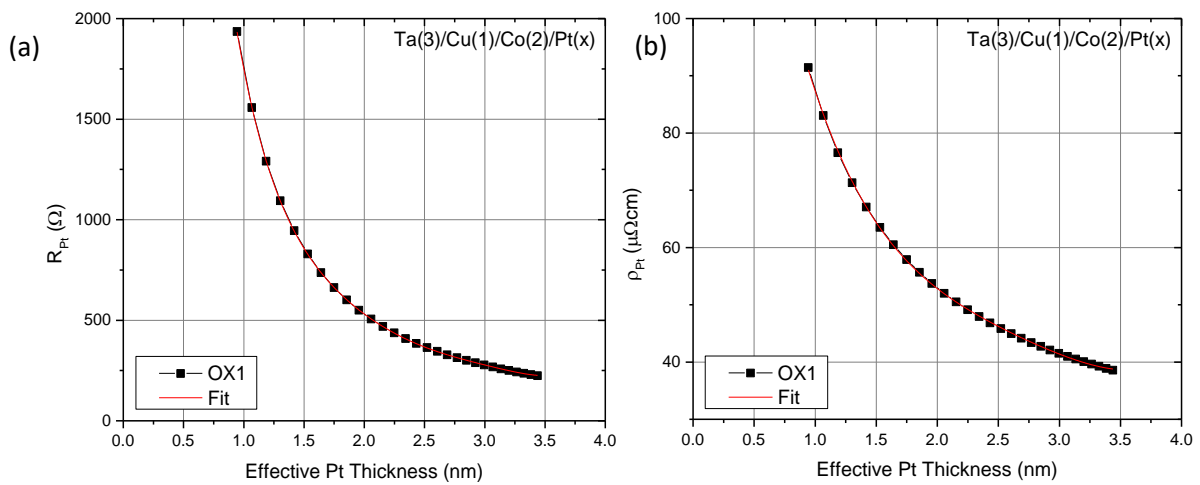 (a)
Ta(3)/Cu(1)/Co(2)/Pt(x)
2000
1500
1000
500
0
R_Pt (Ω)
OX1
Fit
0.0 0.5 1.0 1.5 2.0 2.5 3.0 3.5 4.0
Effective Pt Thickness (nm)
(b)
Ta(3)/Cu(1)/Co(2)/Pt(x)
100
80
60
40
ρ_Pt (μΩcm)
OX1
Fit
0.0 0.5 1.0 1.5 2.0 2.5 3.0 3.5 4.0
Effective Pt Thickness (nm)